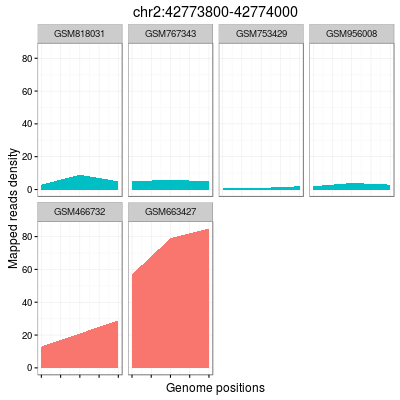 chr2:42773800-42774000
GSM818031 GSM767343 GSM753429 GSM956008
80
60
40
20
0
Mapped reads density
GSM466732 GSM663427
80
60
40
20
0
Genome positions